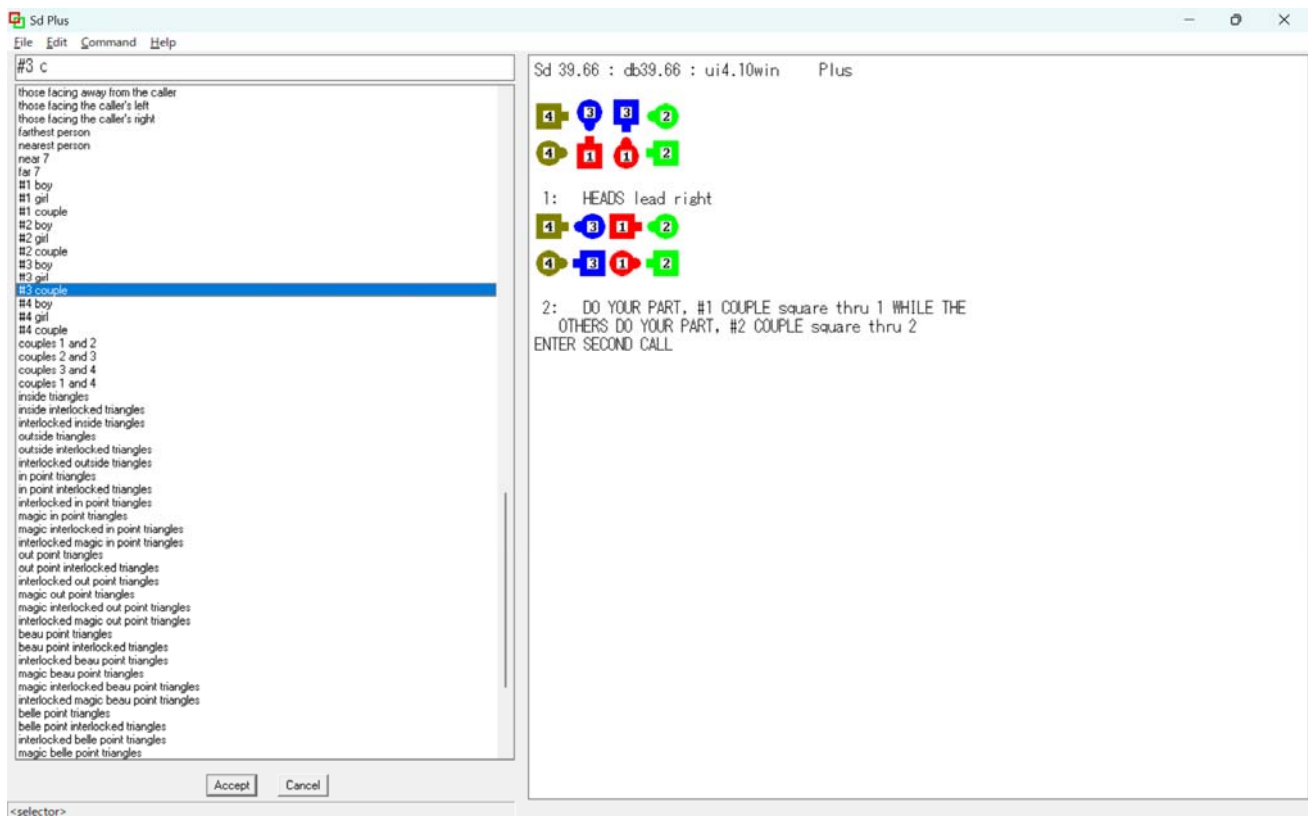 Sd Plus
File Edit Command Help
#3 c
those facing away from the caller
those facing the caller's left
those facing the caller's right
farthest person
nearest person
near 7
far 7
#1 boy
#1 girl
#1 couple
#2 boy
#2 girl
#2 couple
#3 boy
#3 girl
#3 couple
#4 boy
#4 girl
#4 couple
couples 1 and 2
couples 2 and 3
couples 3 and 4
couples 1 and 4
inside triangles
inside interlocked triangles
interlocked inside triangles
outside triangles
outside interlocked triangles
interlocked outside triangles
in point triangles
in point interlocked triangles
interlocked in point triangles
magic in point triangles
magic interlocked in point triangles
interlocked magic in point triangles
out point triangles
out point interlocked triangles
interlocked out point triangles
magic out point triangles
magic interlocked out point triangles
interlocked magic out point triangles
beau point triangles
beau point interlocked triangles
interlocked beau point triangles
magic beau point triangles
magic interlocked beau point triangles
interlocked magic beau point triangles
belle point triangles
belle point interlocked triangles
interlocked belle point triangles
magic belle point triangles
Accept Cancel
<selector>
Sd 39.66 : db39.66 : ui4.10win Plus
4 3 3 2
4 1 1 2
1: HEADS lead right
4 3 1 2
4 3 1 2
2: DO YOUR PART, #1 COUPLE square thru 1 WHILE THE
OTHERS DO YOUR PART, #2 COUPLE square thru 2
ENTER SECOND CALL